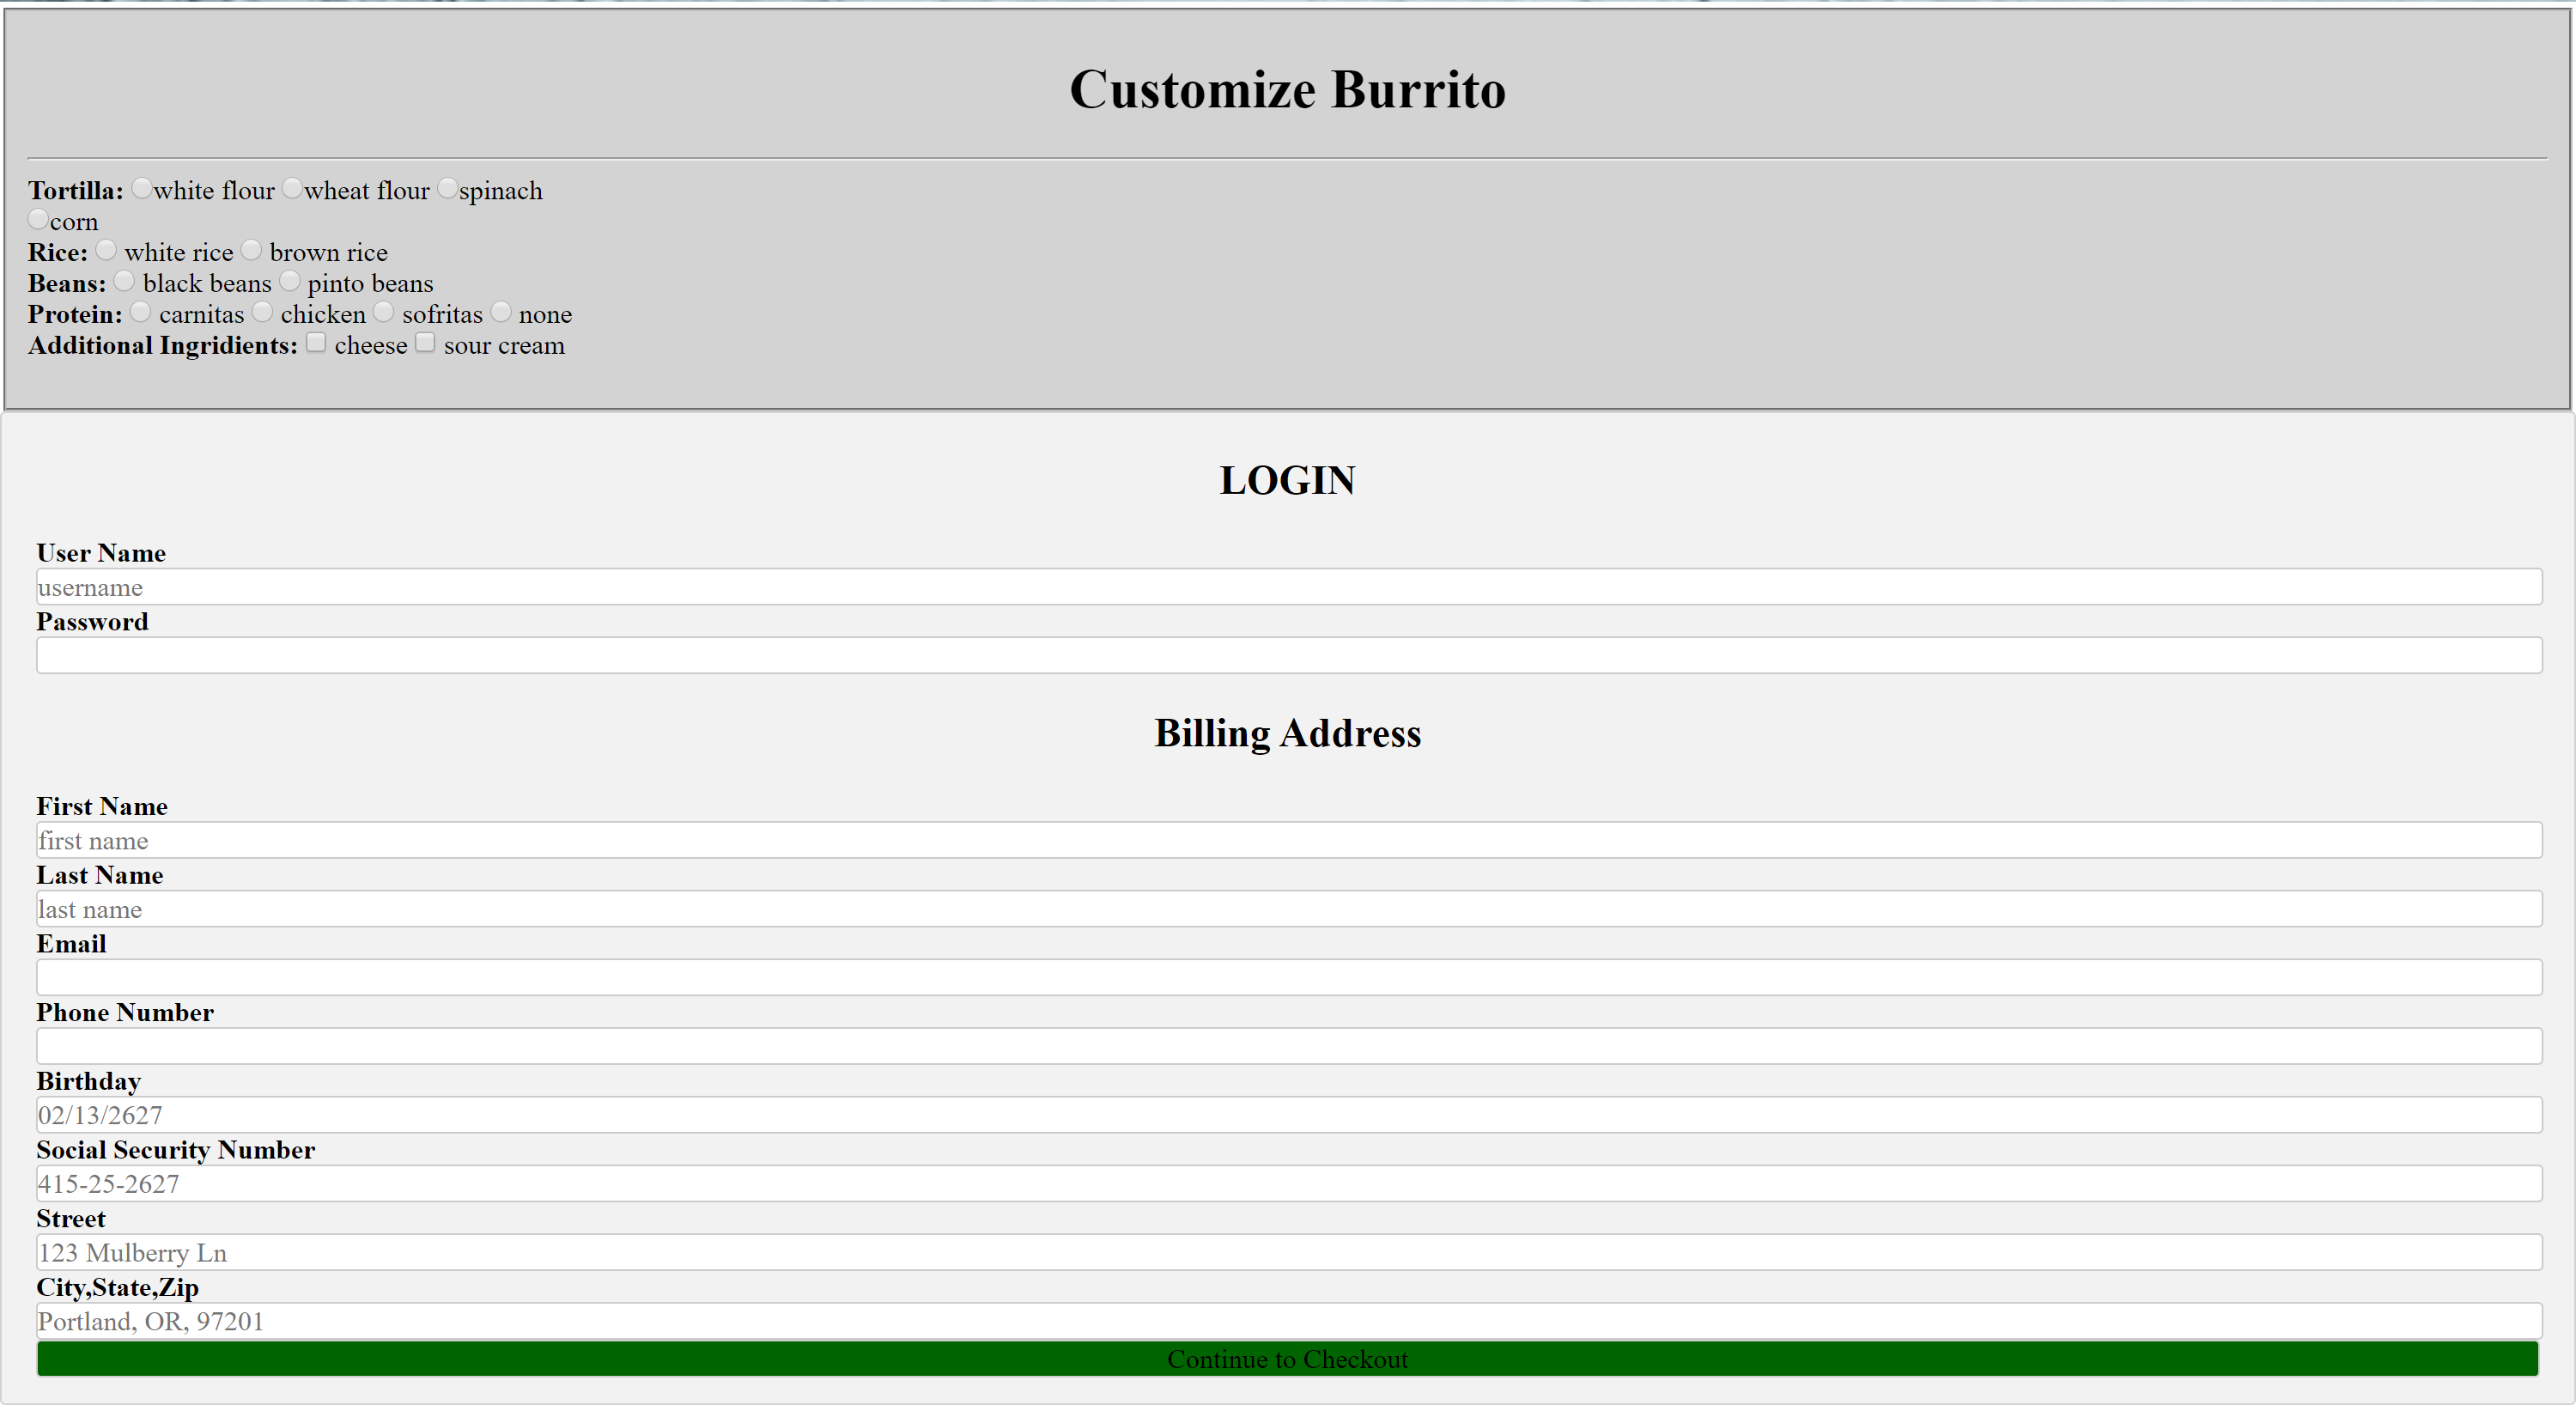 Customize Burrito
Tortilla: white flour wheat flour spinach
corn
Rice: white rice brown rice
Beans: black beans pinto beans
Protein: carnitas chicken sofritas none
Additional Ingridients: cheese sour cream
LOGIN
User Name
username
Password
Billing Address
First Name
first name
Last Name
last name
Email
Phone Number
Birthday
02/13/2627
Social Security Number
415-25-2627
Street
123 Mulberry Ln
City,State,Zip
Portland, OR, 97201
Continue to Checkout